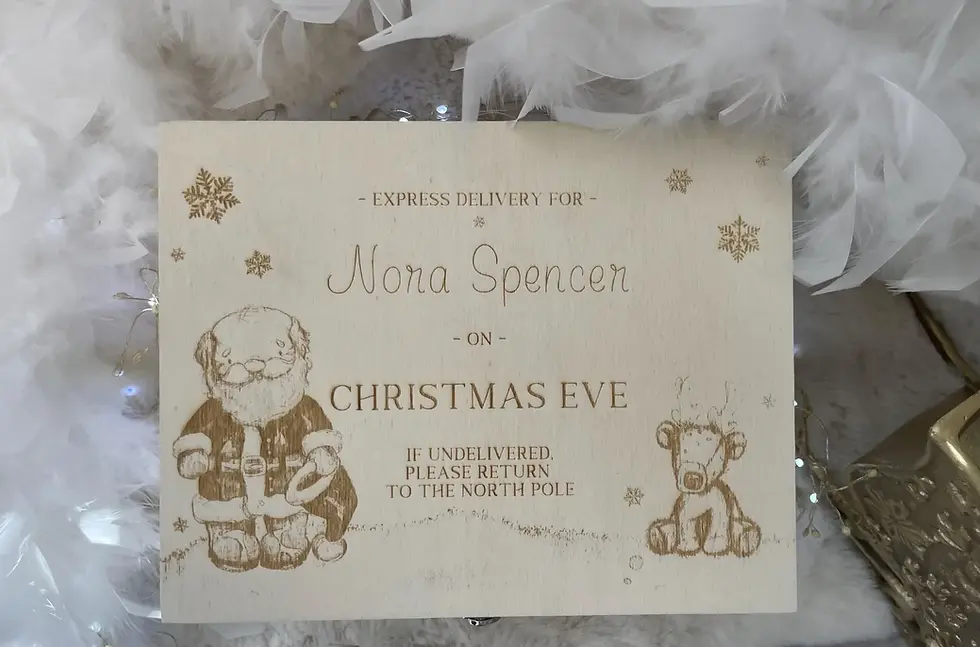 - EXPRESS DELIVERY FOR -
Nora Spencer
- ON -
CHRISTMAS EVE
IF UNDELIVERED,
PLEASE RETURN
TO THE NORTH POLE